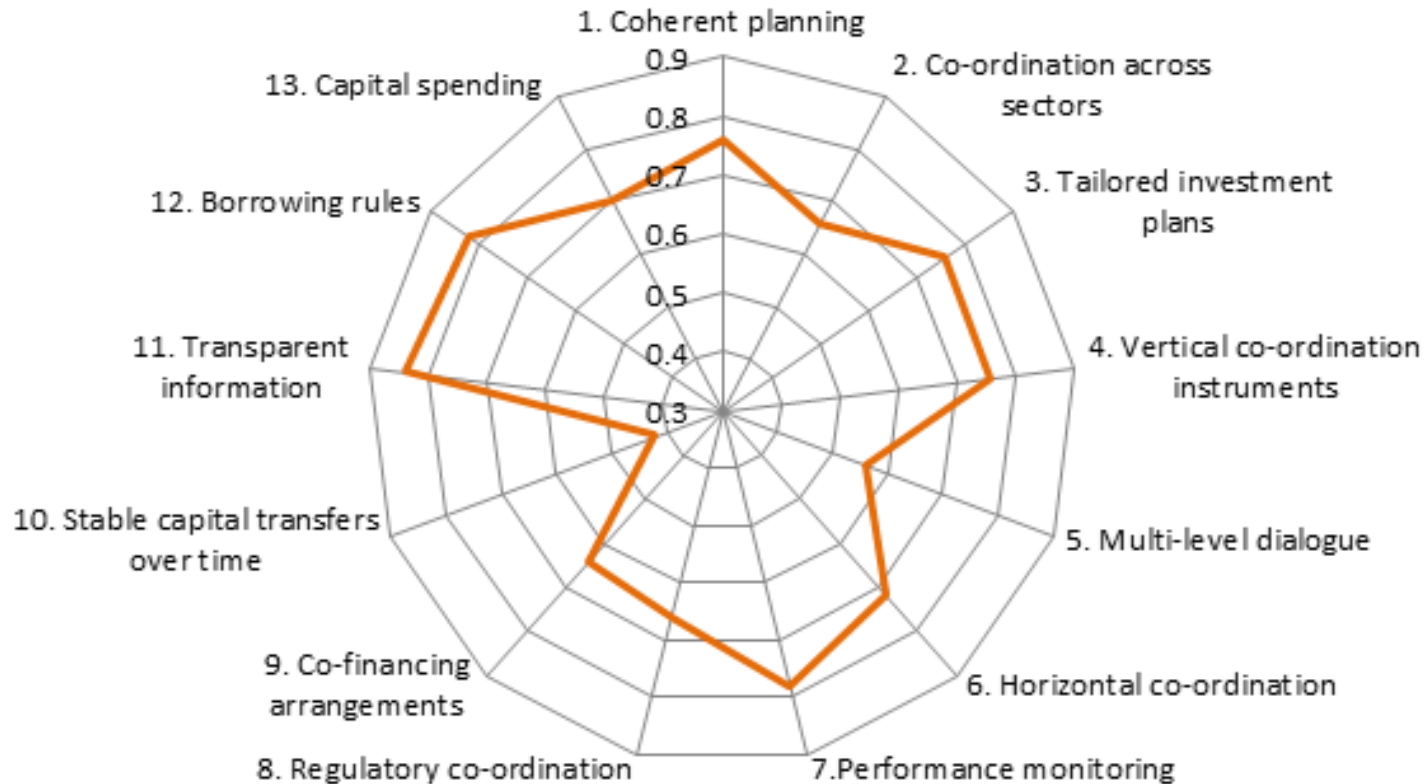 1. Coherent planning
2. Co-ordination across
sectors
3. Tailored investment
plans
4. Vertical co-ordination
instruments
5. Multi-level dialogue
6. Horizontal co-ordination
7.Performance monitoring
8. Regulatory co-ordination
9. Co-financing
arrangements
10. Stable capital transfers
over time
11. Transparent
information
12. Borrowing rules
13. Capital spending
0.9
0.8
0.7
0.6
0.5
0.4
0.3